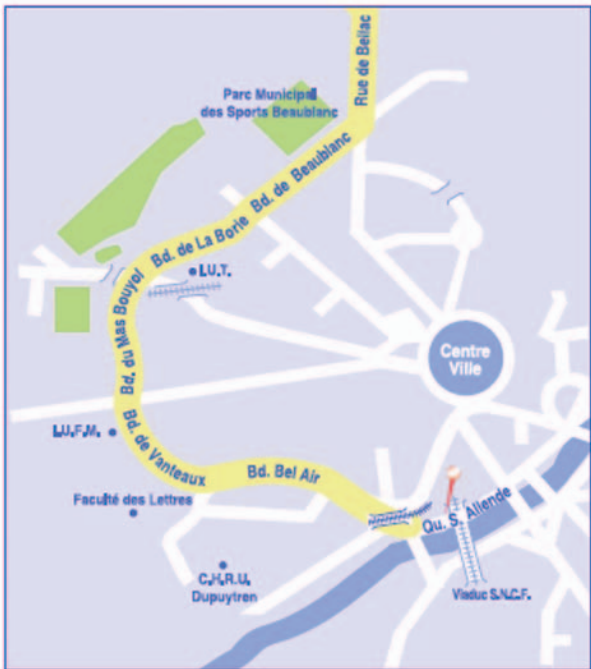 Rue de Bellac
Parc Municipal
des Sports Beaublanc
Bd. de Beaublanc
Bd. de La Borie
I.U.T.
Bd. du Mas Bouyol
Centre
Ville
I.U.F.M.
Bd. de Vanteaux
Bd. Bel Air
Faculté des Lettres
Qu. S. Allende
C.H.R.U.
Dupuytren
Viaduc S.N.C.F.